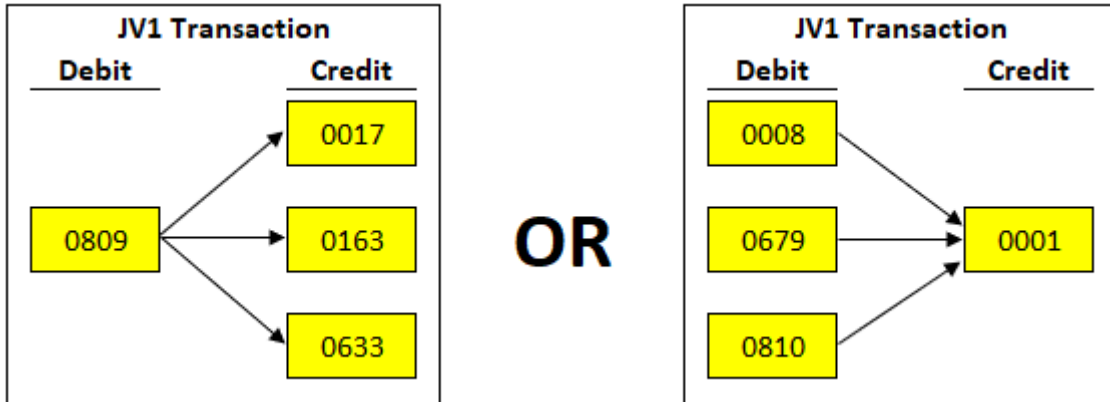 JV1 Transaction
Debit Credit
0017
0809 0163
0633
OR
JV1 Transaction
Debit Credit
0008
0679 0001
0810